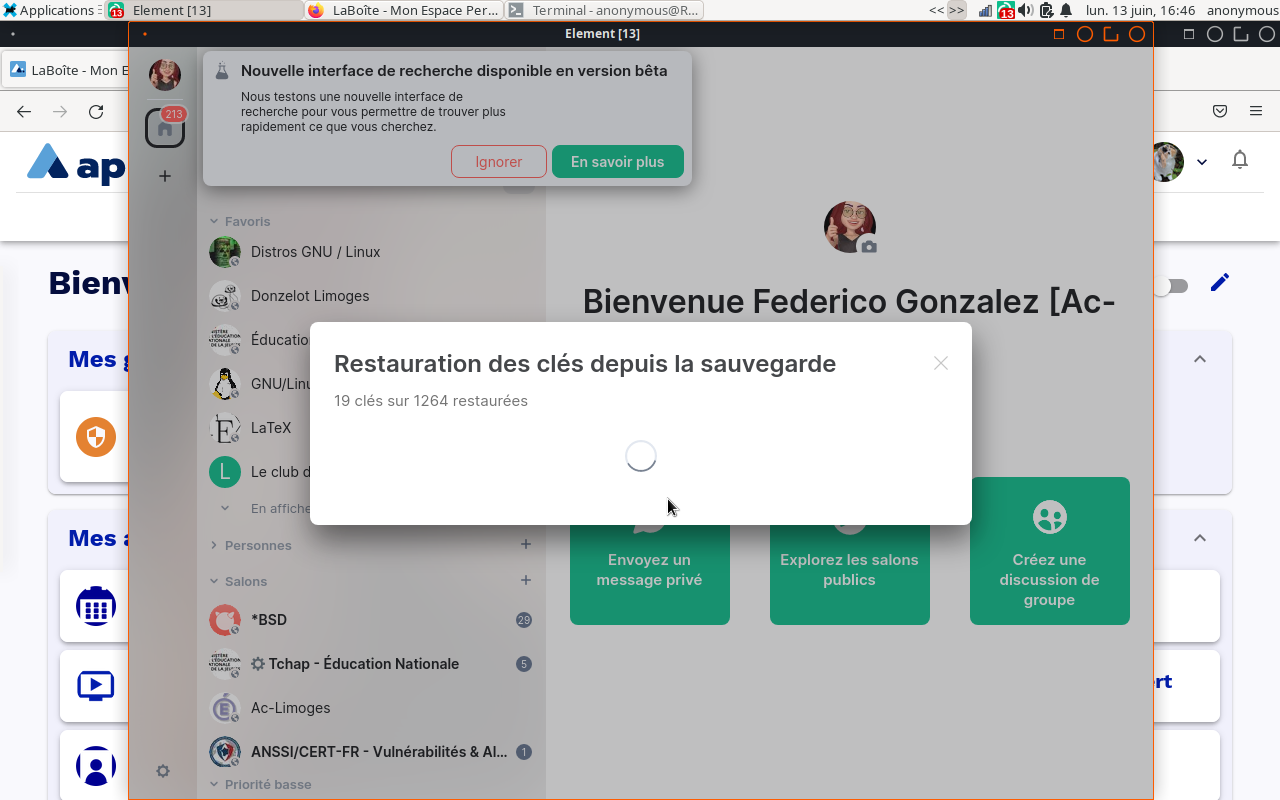 Applications
13
Element [13]
LaBoîte - Mon Espace Per...
Terminal - anonymous@R...
<< >>
13
lun. 13 juin, 16:46
anonymous
Element [13]
LaBoîte - Mon E
ap
Bienv
Mes g
Mes a
ert
213
Nouvelle interface de recherche disponible en version bêta
Nous testons une nouvelle interface de
recherche pour vous permettre de trouver plus
rapidement ce que vous cherchez.
Ignorer
En savoir plus
Favoris
Distros GNU / Linux
Donzelot Limoges
Éducatio
GNU/Linu
LaTeX
L
Le club d
En affiche
Personnes
Salons
*BSD
29
Tchap - Éducation Nationale
5
Ac-Limoges
ANSSI/CERT-FR - Vulnérabilités & Al...
1
Priorité basse
Bienvenue Federico Gonzalez [Ac-
Restauration des clés depuis la sauvegarde
19 clés sur 1264 restaurées
Envoyez un
message privé
Explorez les salons
publics
Créez une
discussion de
groupe